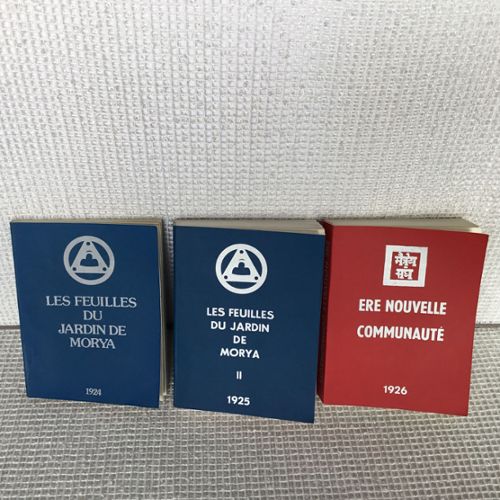 LES FEUILLES
DU
JARDIN DE
MORYA
1924
LES FEUILLES
DU JARDIN
DE
MORYA
II
1925
मैत्रेय
संघ
ERE NOUVELLE
COMMUNAUTÉ
1926